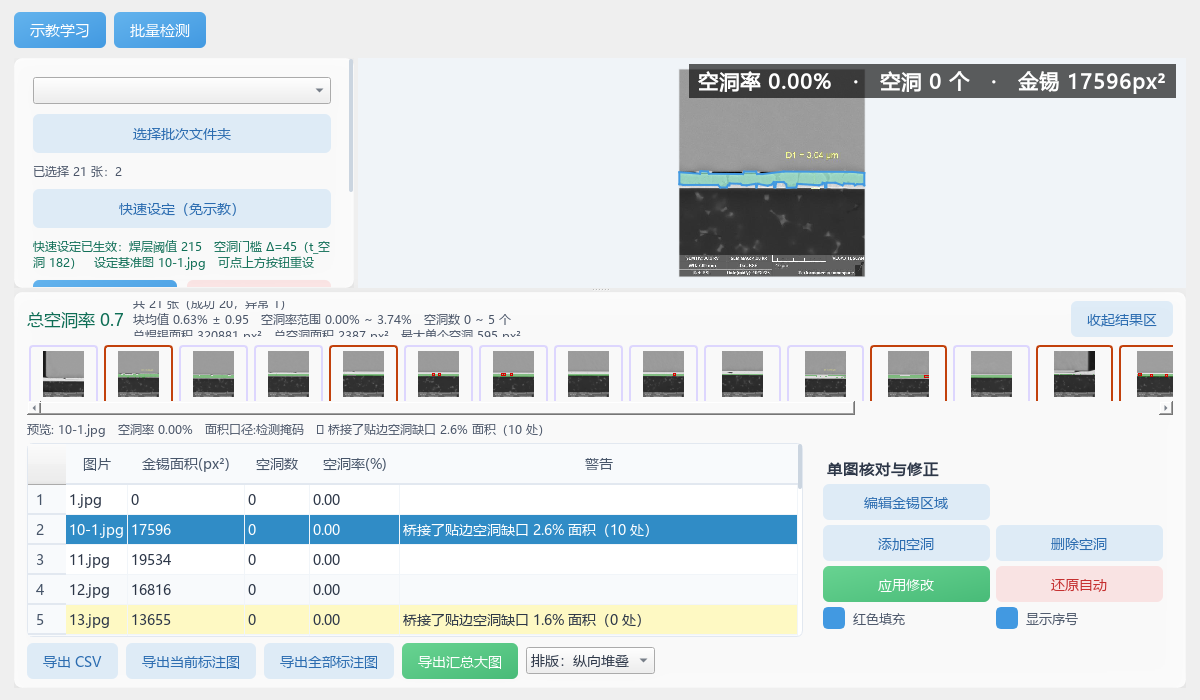 示教学习 批量检测
空洞率 0.00% · 空洞 0 个 · 金锡 17596px²
D1 = 3.04 μm
选择批次文件夹
已选择 21 张：2
快速设定（免示教）
快速设定已生效：焊层阈值 215 空洞门槛 Δ=45（t_空
洞 182） 设定基准图 10-1.jpg 可点上方按钮重设
总空洞率 0.7
共 21 张（成功 20，异常 1）
块均值 0.63% ± 0.95 空洞率范围 0.00% ~ 3.74% 空洞数 0 ~ 5 个
总焊锡面积 320881 px² 总空洞面积 2387 px² 最大单个空洞 595 px²
收起结果区
预览: 10-1.jpg 空洞率 0.00% 面积口径:检测掩码 桥接了贴边空洞缺口 2.6% 面积（10 处）
图片 金锡面积(px²) 空洞数 空洞率(%) 警告
1 1.jpg 0 0 0.00
2 10-1.jpg 17596 0 0.00 桥接了贴边空洞缺口 2.6% 面积（10 处）
3 11.jpg 19534 0 0.00
4 12.jpg 16816 0 0.00
5 13.jpg 13655 0 0.00 桥接了贴边空洞缺口 1.6% 面积（0 处）
单图核对与修正
编辑金锡区域
添加空洞 删除空洞
应用修改 还原自动
红色填充 显示序号
导出 CSV 导出当前标注图 导出全部标注图 导出汇总大图 排版：纵向堆叠